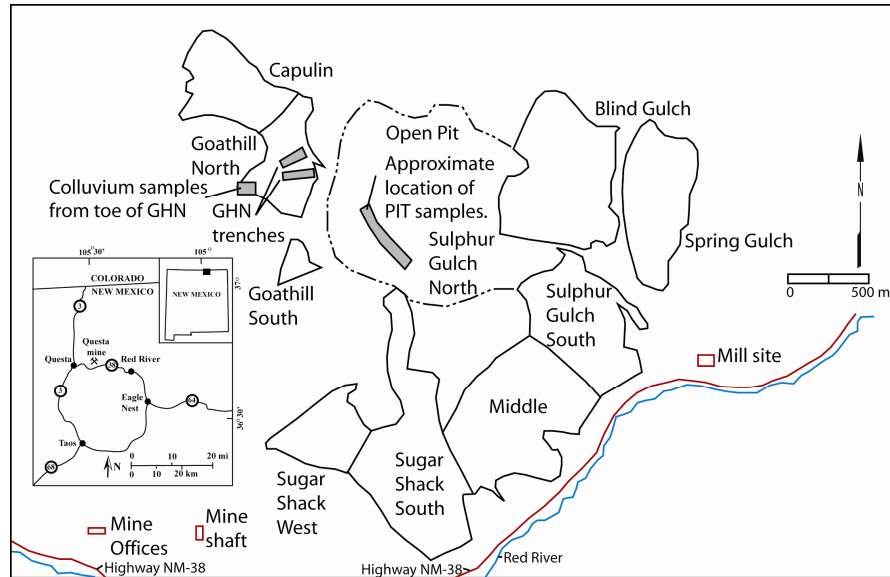 Capulin
Blind Gulch
Open Pit
Goathill
North
Approximate
location of
PIT samples.
N
Colluvium samples
from toe of GHN
GHN
trenches
Sulphur
Gulch
North
Spring Gulch
Goathill
South
Sulphur
Gulch
South
0 500 m
105° 30'
105°
COLORADO
NEW MEXICO
NEW MEXICO
37°
3
Questa
mine
Questa
38
Red River
3
Eagle
Nest
64
36° 30'
Taos
68
N
0 10 20 mi
10 20 km
Mill site
Middle
Sugar
Shack
West
Sugar
Shack
South
Mine
Offices
Mine
shaft
Highway NM-38
Highway NM-38
Red River